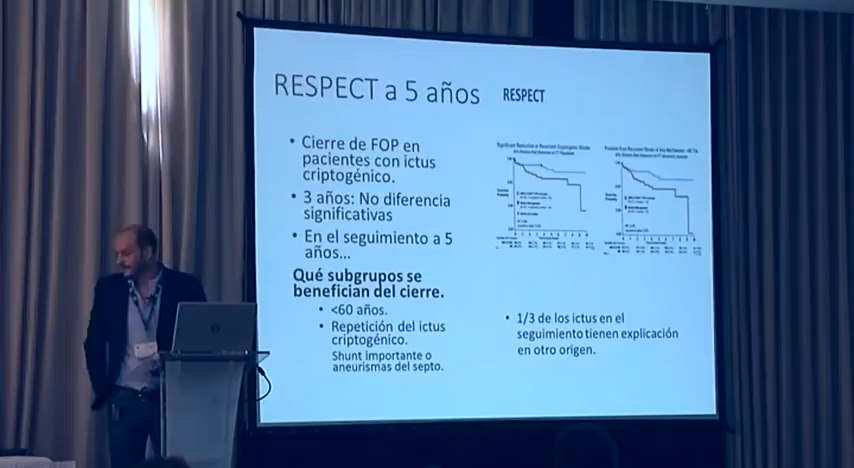 RESPECT a 5 años
RESPECT
• Cierre de FOP en
pacientes con ictus
criptogénico.
• 3 años: No diferencia
significativas
• En el seguimiento a 5
años...
Qué subgrupos se
benefician del cierre.
• <60 años.
• Repetición del ictus
criptogénico.
Shunt importante o
aneurismas del septo.
• 1/3 de los ictus en el
seguimiento tienen explicación
en otro origen.